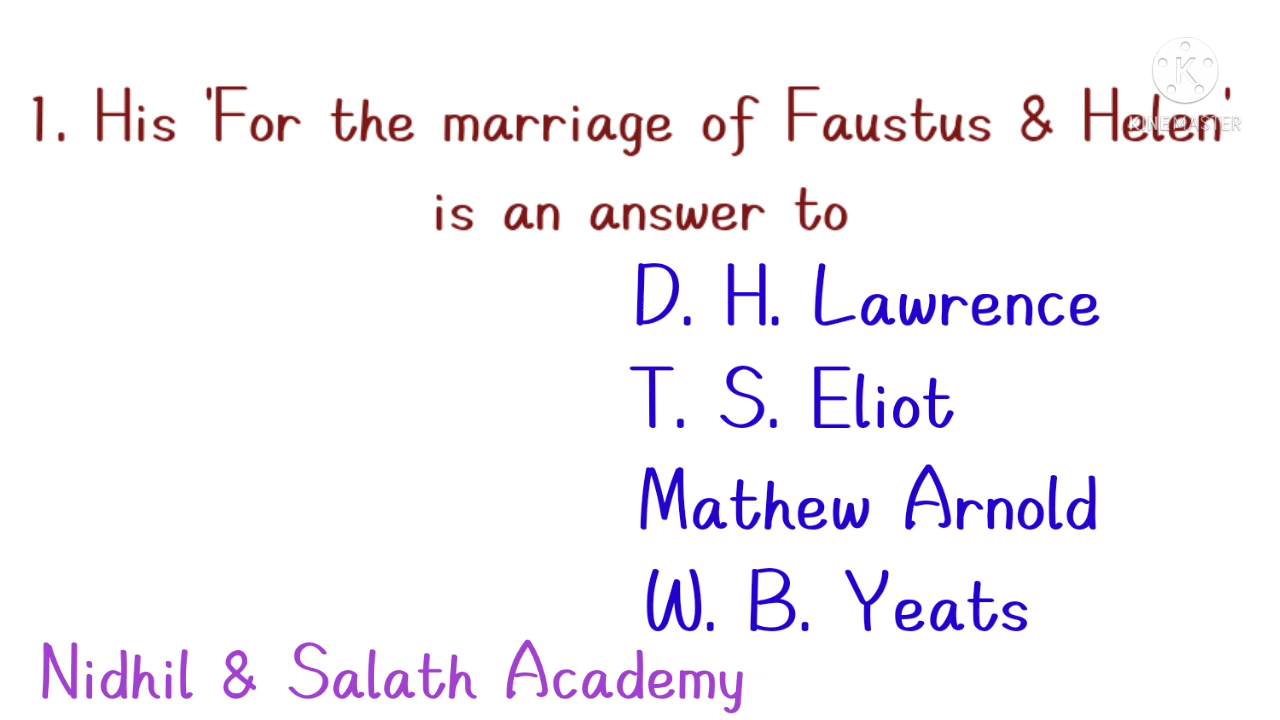 1. His 'For the marriage of Faustus & Helen'
is an answer to
D. H. Lawrence
T. S. Eliot
Mathew Arnold
W. B. Yeats
Nidhil & Salath Academy
K
KINEMASTER